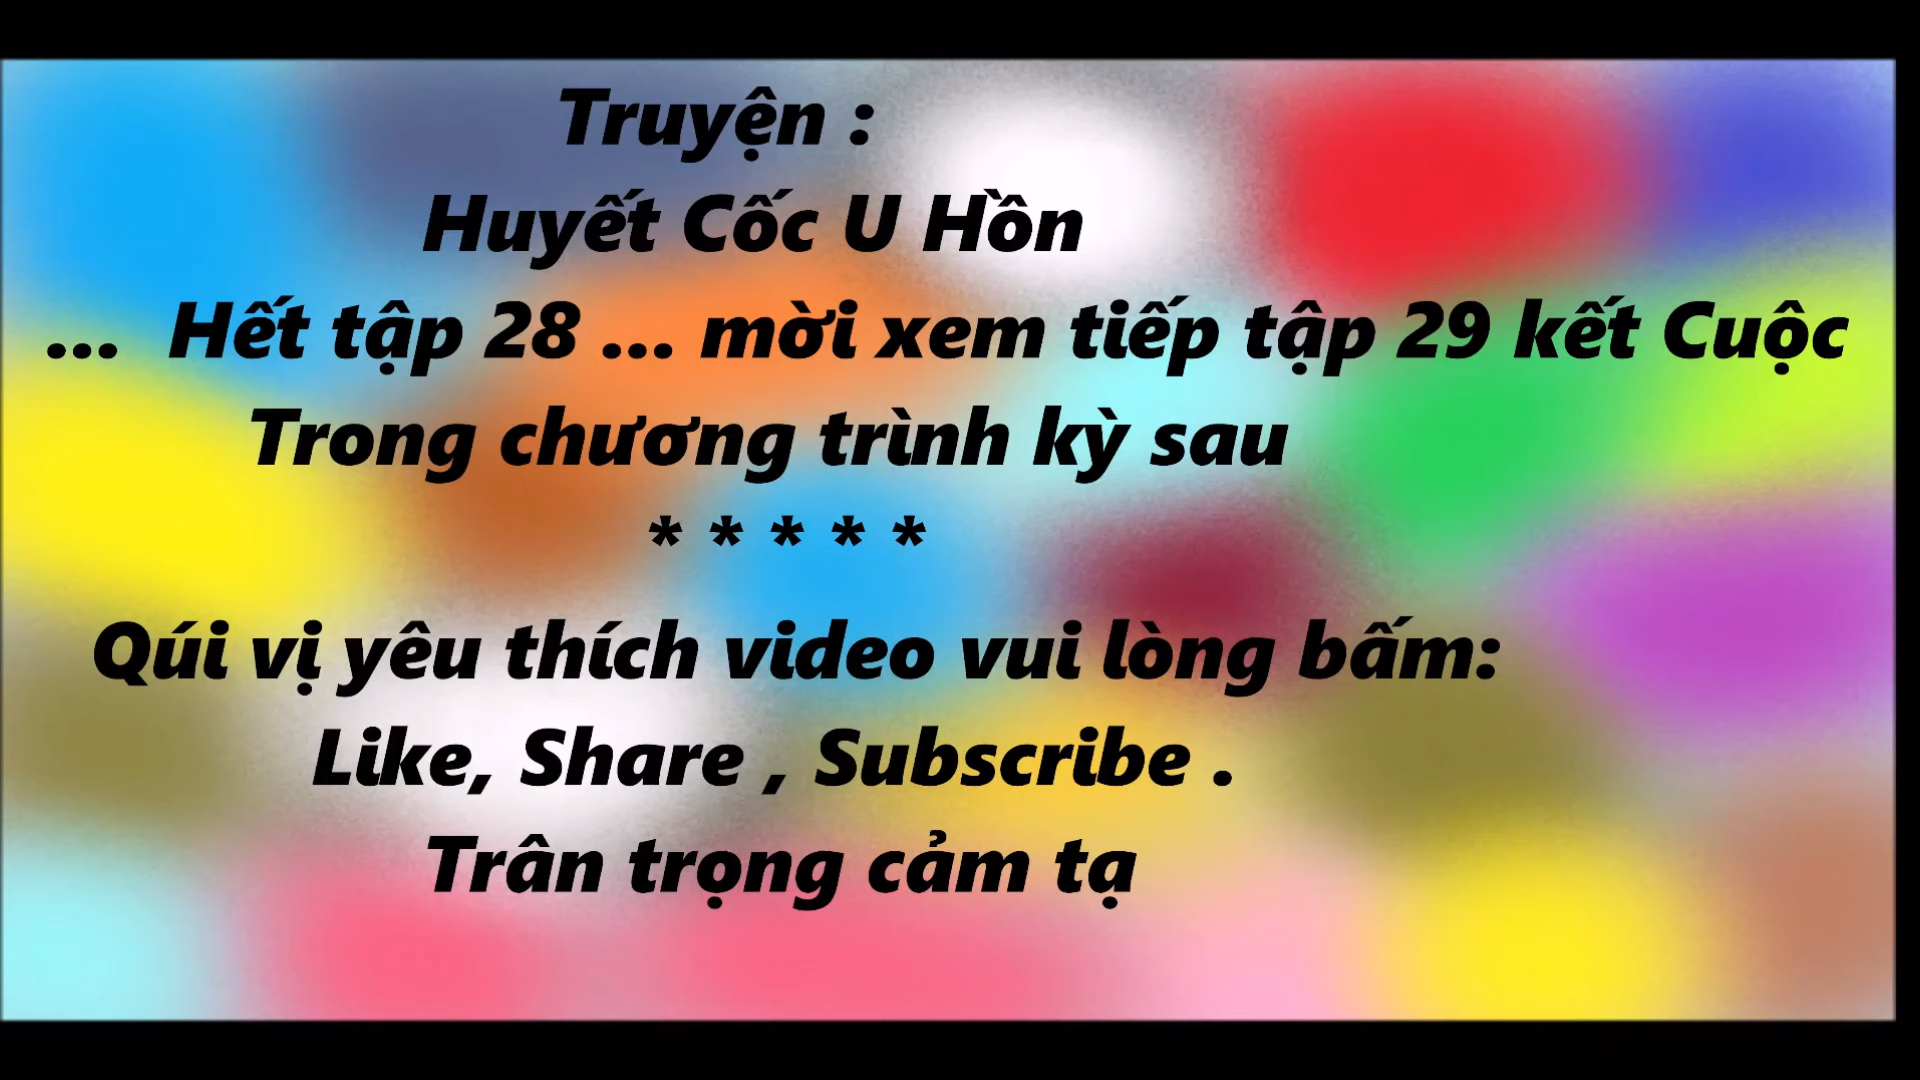 Truyện :
Huyết Cốc U Hồn
... Hết tập 28 ... mời xem tiếp tập 29 kết Cuộc
Trong chương trình kỳ sau
* * * * *
Qúi vị yêu thích video vui lòng bấm:
Like, Share , Subscribe .
Trân trọng cảm tạ